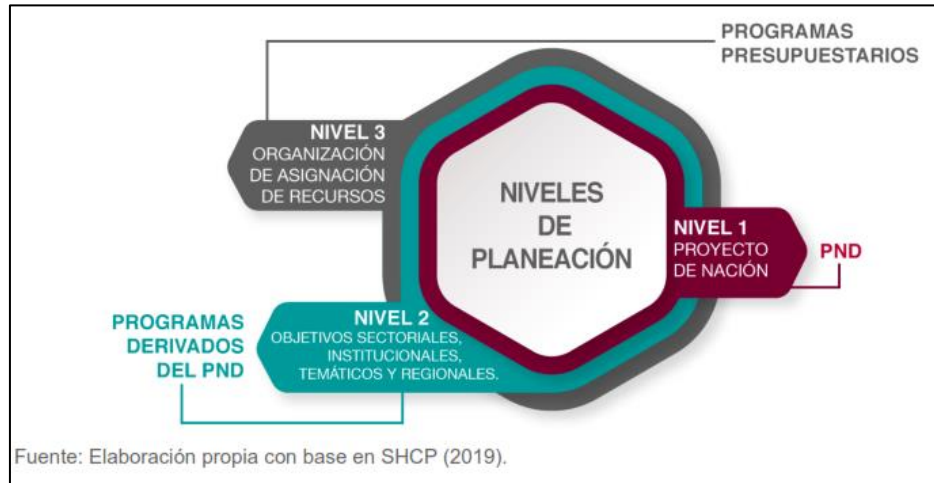 PROGRAMAS
PRESUPUESTARIOS
NIVEL 3
ORGANIZACIÓN
DE ASIGNACIÓN
DE RECURSOS
NIVELES
DE
PLANEACIÓN
NIVEL 1
PROYECTO
DE NACIÓN
PND
PROGRAMAS
DERIVADOS
DEL PND
NIVEL 2
OBJETIVOS SECTORIALES,
INSTITUCIONALES,
TEMÁTICOS Y REGIONALES.
Fuente: Elaboración propia con base en SHCP (2019).